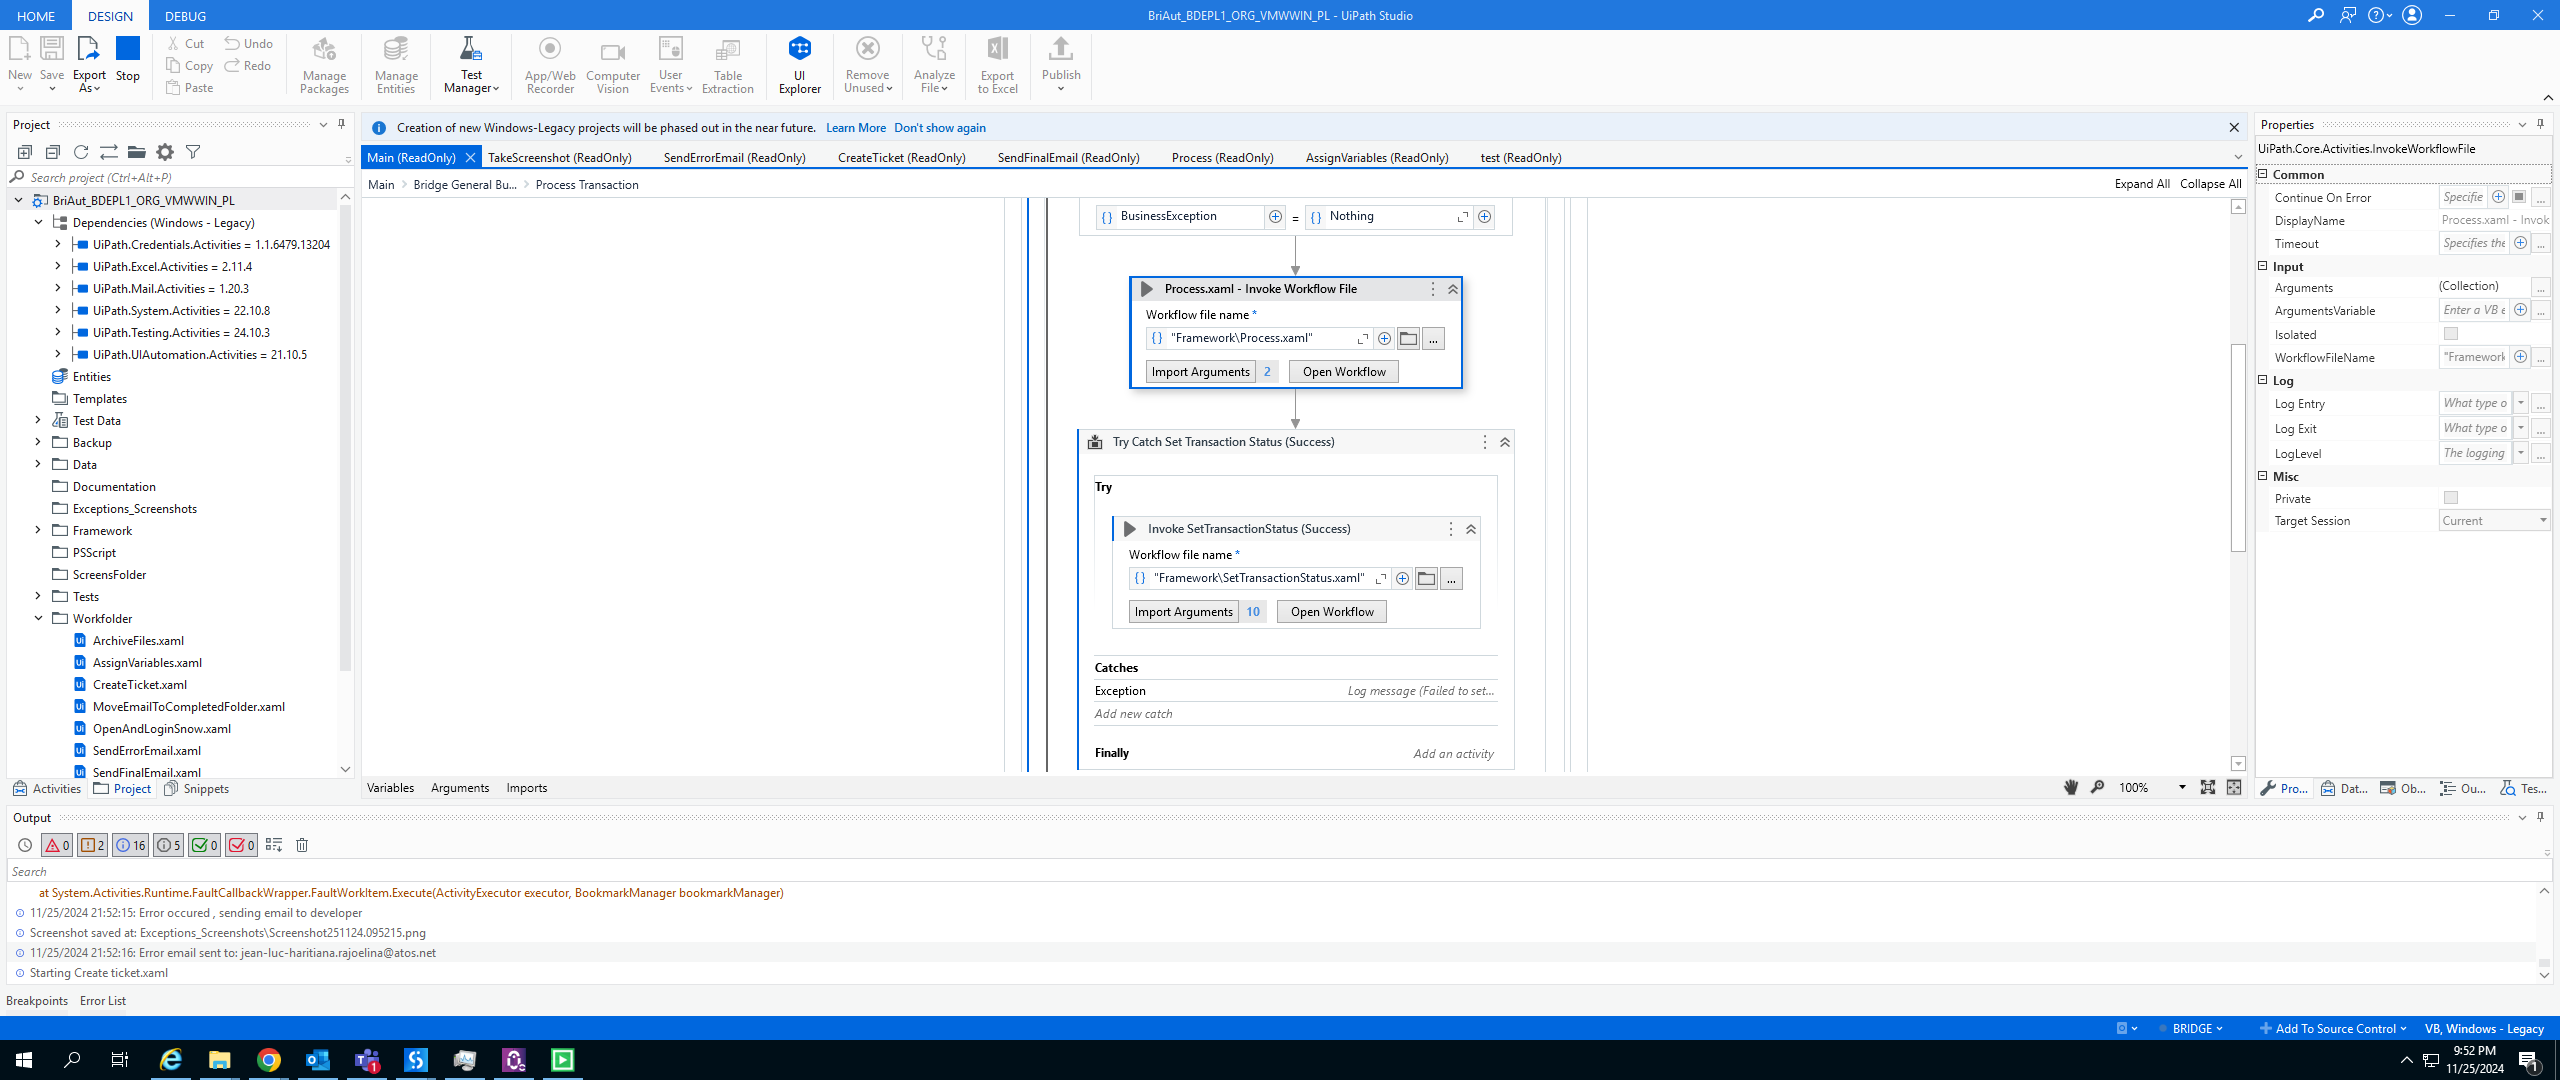 HOME DESIGN DEBUG
BriAut_BDEPL1_ORG_VMWWIN_PL - UiPath Studio
New
Save
Export As
Stop
Cut
Copy
Paste
Undo
Redo
Manage Packages
Manage Entities
Test Manager
App/Web Recorder
Computer Vision
User Events
Table Extraction
UI Explorer
Remove Unused
Analyze File
Export to Excel
Publish
Project
Search project (Ctrl+Alt+P)
BriAut_BDEPL1_ORG_VMWWIN_PL
Dependencies (Windows - Legacy)
UiPath.Credentials.Activities = 1.1.6479.13204
UiPath.Excel.Activities = 2.11.4
UiPath.Mail.Activities = 1.20.3
UiPath.System.Activities = 22.10.8
UiPath.Testing.Activities = 24.10.3
UiPath.UIAutomation.Activities = 21.10.5
Entities
Templates
Test Data
Backup
Data
Documentation
Exceptions_Screenshots
Framework
PSScript
ScreensFolder
Tests
Workfolder
ArchiveFiles.xaml
AssignVariables.xaml
CreateTicket.xaml
MoveEmailToCompletedFolder.xaml
OpenAndLoginSnow.xaml
SendErrorEmail.xaml
SendFinalEmail.xaml
Activities Project Snippets
Creation of new Windows-Legacy projects will be phased out in the near future. Learn More Don't show again
Main (ReadOnly) TakeScreenshot (ReadOnly) SendErrorEmail (ReadOnly) CreateTicket (ReadOnly) SendFinalEmail (ReadOnly) Process (ReadOnly) AssignVariables (ReadOnly) test (ReadOnly)
Main > Bridge General Bu... > Process Transaction
Expand All Collapse All
BusinessException = Nothing
Process.xaml - Invoke Workflow File
Workflow file name *
"Framework\Process.xaml" ...
Import Arguments 2 Open Workflow
Try Catch Set Transaction Status (Success)
Try
Invoke SetTransactionStatus (Success)
Workflow file name *
"Framework\SetTransactionStatus.xaml" ...
Import Arguments 10 Open Workflow
Catches
Exception Log message (Failed to set...
Add new catch
Finally Add an activity
Variables Arguments Imports
100%
Properties
UiPath.Core.Activities.InvokeWorkflowFile
Common
Continue On Error Specifie ...
DisplayName Process.xaml - Invok
Timeout Specifies the ...
Input
Arguments (Collection) ...
ArgumentsVariable Enter a VB e ...
Isolated
WorkflowFileName "Framework ...
Log
Log Entry What type o ...
Log Exit What type o ...
LogLevel The logging ...
Misc
Private
Target Session Current
Pro... Dat... Ob... Ou... Tes...
Output
0 2 16 5 0 0
Search
at System.Activities.Runtime.FaultCallbackWrapper.FaultWorkItem.Execute(ActivityExecutor executor, BookmarkManager bookmarkManager)
11/25/2024 21:52:15: Error occured , sending email to developer
Screenshot saved at: Exceptions_Screenshots\Screenshot251124.095215.png
11/25/2024 21:52:16: Error email sent to: jean-luc-haritiana.rajoelina@atos.net
Starting Create ticket.xaml
Breakpoints Error List
BRIDGE Add To Source Control VB, Windows - Legacy
9:52 PM
11/25/2024
1
1